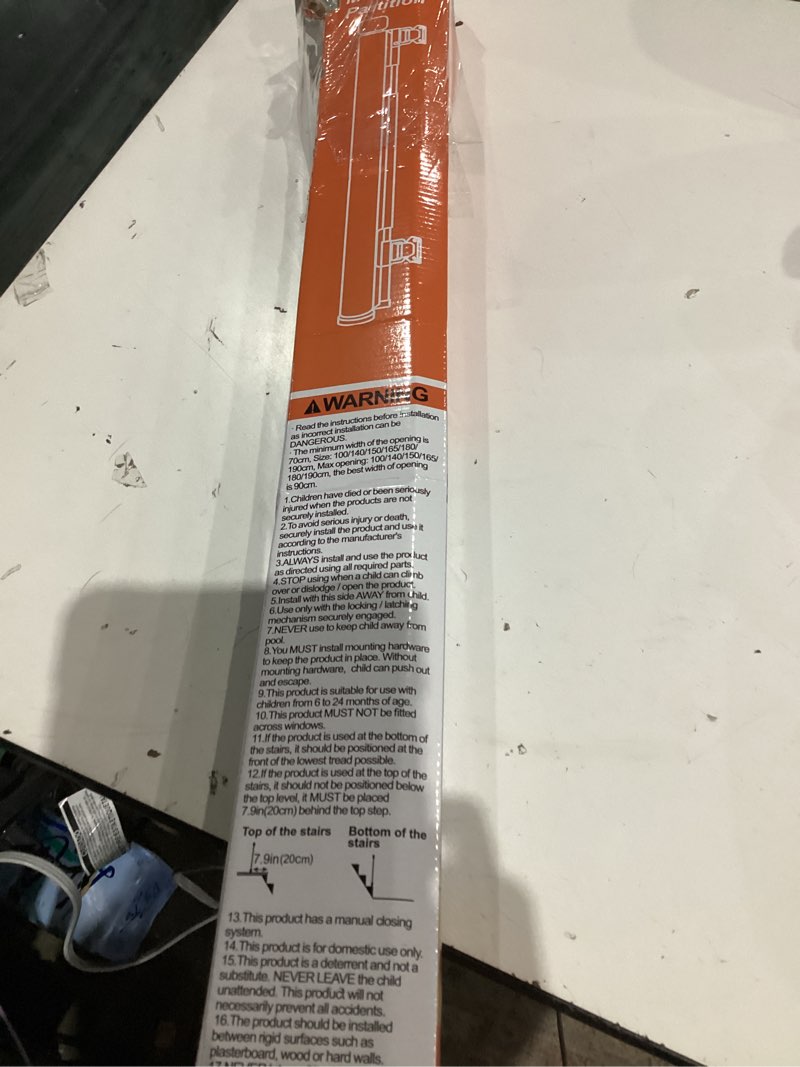 Partition
WARNING
· Read the instructions before installation
as incorrect installation can be
DANGEROUS.
· The minimum width of the opening is
70cm, Size: 100/140/150/165/180/
190cm, Max opening: 100/140/150/165/
180/190cm, the best width of opening
is 90cm.
1.Children have died or been seriously
injured when the products are not
securely installed.
2.To avoid serious injury or death,
securely install the product and use it
according to the manufacturer's
instructions.
3.ALWAYS install and use the product
as directed using all required parts.
4.STOP using when a child can climb
over or dislodge / open the product.
5.Install with this side AWAY from child.
6.Use only with the locking / latching
mechanism securely engaged.
7.NEVER use to keep child away from
pool.
8.You MUST install mounting hardware
to keep the product in place. Without
mounting hardware, child can push out
and escape.
9.This product is suitable for use with
children from 6 to 24 months of age.
10.This product MUST NOT be fitted
across windows.
11.If the product is used at the bottom of
the stairs, it should be positioned at the
front of the lowest tread possible.
12.If the product is used at the top of the
stairs, it should not be positioned below
the top level, it MUST be placed
7.9in(20cm) behind the top step.
Top of the stairs
7.9in(20cm)
Bottom of the
stairs
13.This product has a manual closing
system.
14.This product is for domestic use only.
15.This product is a deterrent and not a
substitute. NEVER LEAVE the child
unattended. This product will not
necessarily prevent all accidents.
16.The product should be installed
between rigid surfaces such as
plasterboard, wood or hard walls.